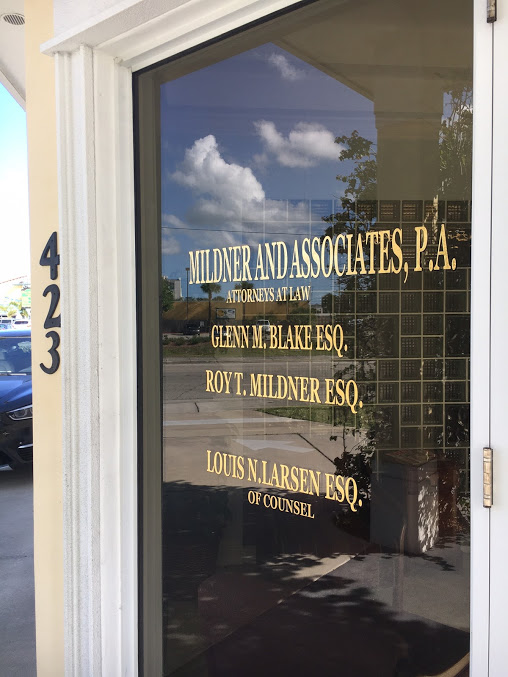 423
MILDNER AND ASSOCIATES, P.A.
ATTORNEYS AT LAW
GLENN M. BLAKE ESQ.
ROY T. MILDNER ESQ.
LOUIS N.LARSEN ESQ.
OF COUNSEL